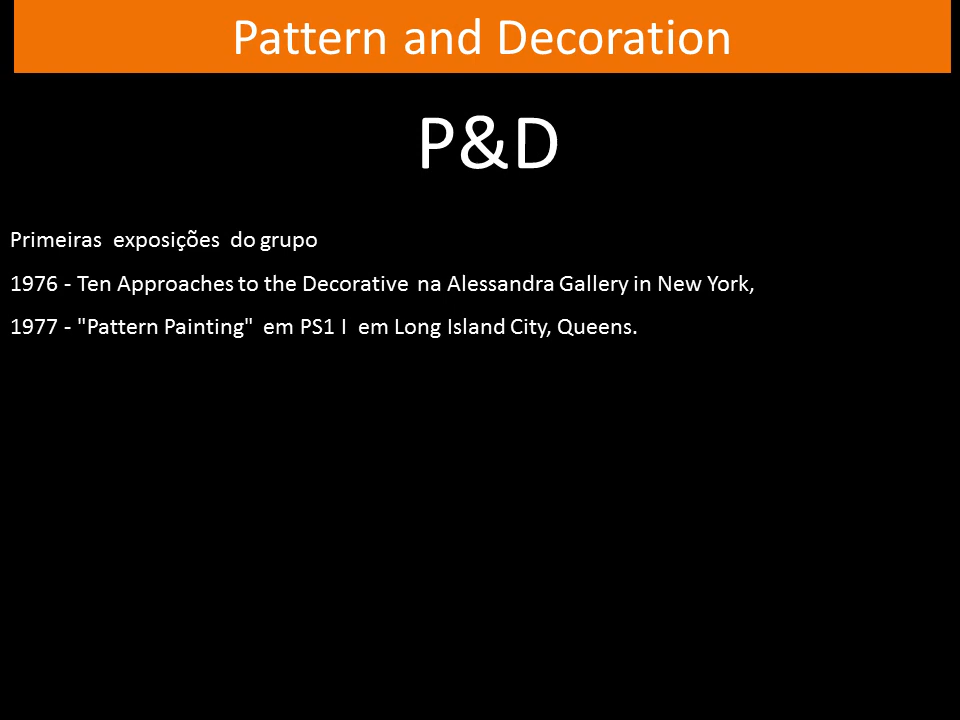 Pattern and Decoration
P&D
Primeiras exposições do grupo
1976 - Ten Approaches to the Decorative na Alessandra Gallery in New York,
1977 - "Pattern Painting" em PS1 I em Long Island City, Queens.